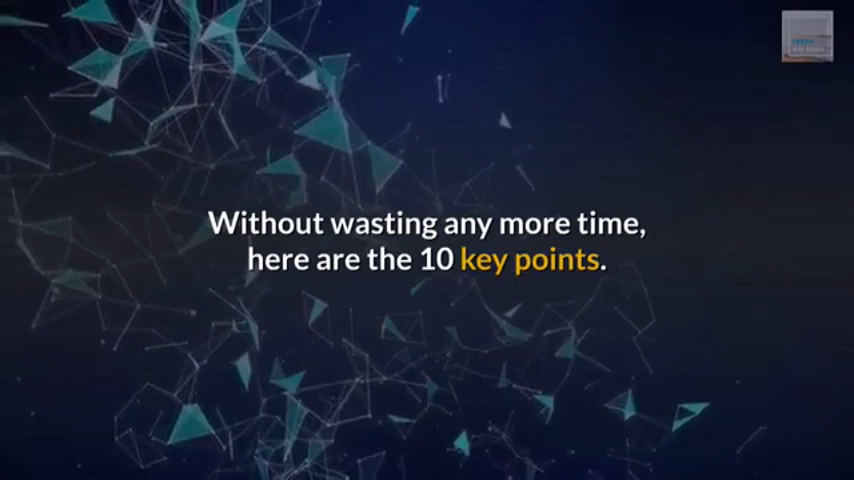 Without wasting any more time,
here are the 10 key points.